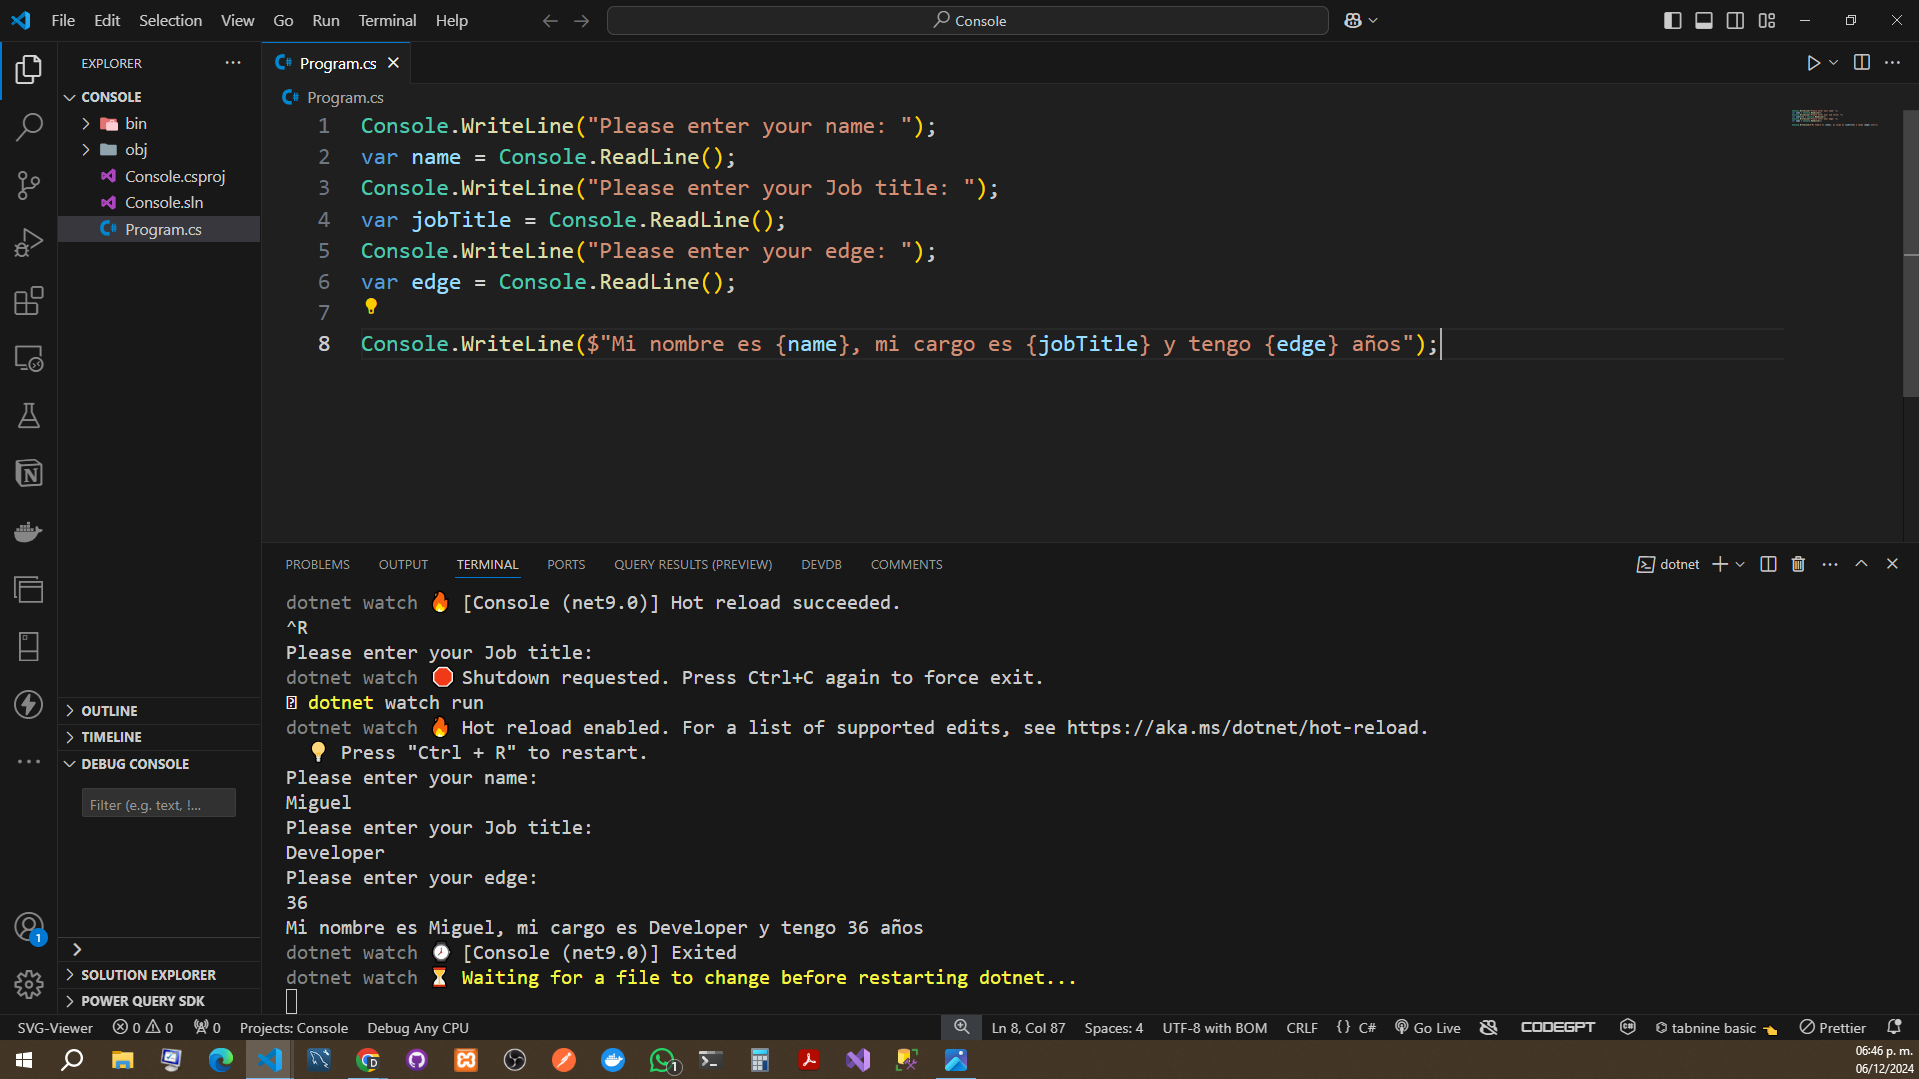 File Edit Selection View Go Run Terminal Help
Console
EXPLORER
CONSOLE
bin
obj
Console.csproj
Console.sln
Program.cs
OUTLINE
TIMELINE
DEBUG CONSOLE
Filter (e.g. text, !...
SOLUTION EXPLORER
POWER QUERY SDK
Program.cs
Program.cs
1 Console.WriteLine("Please enter your name: ");
2 var name = Console.ReadLine();
3 Console.WriteLine("Please enter your Job title: ");
4 var jobTitle = Console.ReadLine();
5 Console.WriteLine("Please enter your edge: ");
6 var edge = Console.ReadLine();
7
8 Console.WriteLine($"Mi nombre es {name}, mi cargo es {jobTitle} y tengo {edge} años");
PROBLEMS OUTPUT TERMINAL PORTS QUERY RESULTS (PREVIEW) DEVDB COMMENTS
dotnet
dotnet watch 🔥 [Console (net9.0)] Hot reload succeeded.
^R
Please enter your Job title:
dotnet watch 🛑 Shutdown requested. Press Ctrl+C again to force exit.
dotnet watch run
dotnet watch 🔥 Hot reload enabled. For a list of supported edits, see https://aka.ms/dotnet/hot-reload.
💡 Press "Ctrl + R" to restart.
Please enter your name:
Miguel
Please enter your Job title:
Developer
Please enter your edge:
36
Mi nombre es Miguel, mi cargo es Developer y tengo 36 años
dotnet watch ⌚ [Console (net9.0)] Exited
dotnet watch ⏳ Waiting for a file to change before restarting dotnet...
1
SVG-Viewer 0 0 0 Projects: Console Debug Any CPU Ln 8, Col 87 Spaces: 4 UTF-8 with BOM CRLF {} C# Go Live CODEGPT tabnine basic Prettier
1
06:46 p. m.
06/12/2024